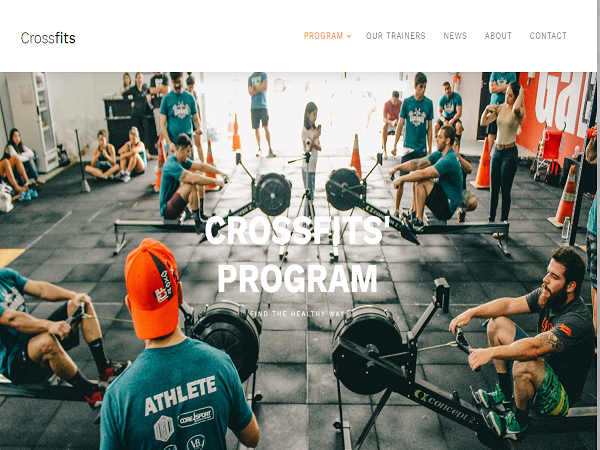 Crossfits
PROGRAM
OUR TRAINERS
NEWS
ABOUT
CONTACT
CROSSFITS'
PROGRAM
FIND THE HEALTHY WAY
ATHLETE
CORE SPORT
concept 2